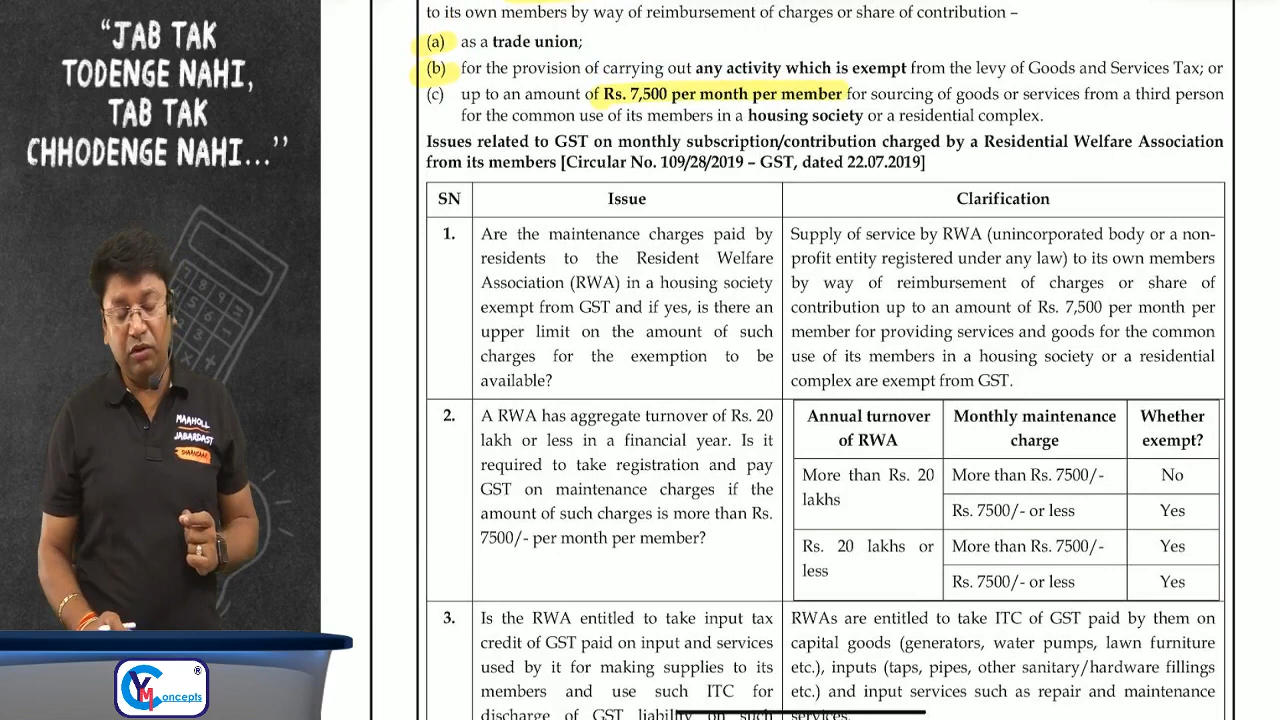 “JAB TAK
TODENGE NAHI,
TAB TAK
CHHODENGE NAHI...’’
MAAHOLL
JABARDAST
to its own members by way of reimbursement of charges or share of contribution –
(a) as a trade union;
(b) for the provision of carrying out any activity which is exempt from the levy of Goods and Services Tax; or
(c) up to an amount of Rs. 7,500 per month per member for sourcing of goods or services from a third person
for the common use of its members in a housing society or a residential complex.
Issues related to GST on monthly subscription/contribution charged by a Residential Welfare Association
from its members [Circular No. 109/28/2019 – GST, dated 22.07.2019]
SN Issue Clarification
1. Are the maintenance charges paid by
residents to the Resident Welfare
Association (RWA) in a housing society
exempt from GST and if yes, is there an
upper limit on the amount of such
charges for the exemption to be
available?
Supply of service by RWA (unincorporated body or a non-
profit entity registered under any law) to its own members
by way of reimbursement of charges or share of
contribution up to an amount of Rs. 7,500 per month per
member for providing services and goods for the common
use of its members in a housing society or a residential
complex are exempt from GST.
2. A RWA has aggregate turnover of Rs. 20
lakh or less in a financial year. Is it
required to take registration and pay
GST on maintenance charges if the
amount of such charges is more than Rs.
7500/- per month per member?
Annual turnover Monthly maintenance Whether
of RWA charge exempt?
More than Rs. 20 More than Rs. 7500/- No
lakhs
Rs. 7500/- or less Yes
Rs. 20 lakhs or More than Rs. 7500/- Yes
less
Rs. 7500/- or less Yes
3. Is the RWA entitled to take input tax
credit of GST paid on input and services
used by it for making supplies to its
members and use such ITC for
discharge of GST liability on such
RWAs are entitled to take ITC of GST paid by them on
capital goods (generators, water pumps, lawn furniture
etc.), inputs (taps, pipes, other sanitary/hardware fillings
etc.) and input services such as repair and maintenance
services.
CYM oncepts ®